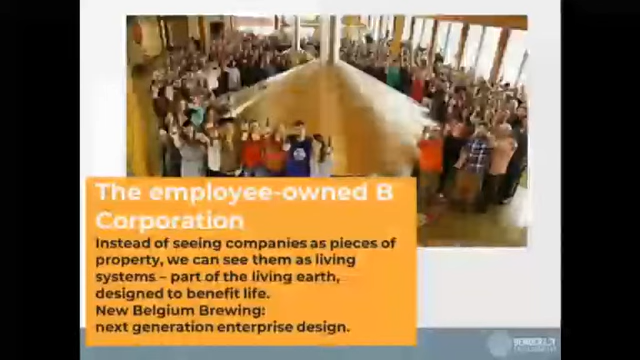 The employee-owned B
Corporation
Instead of seeing companies as pieces of
property, we can see them as living
systems – part of the living earth,
designed to benefit life.
New Belgium Brewing:
next generation enterprise design.